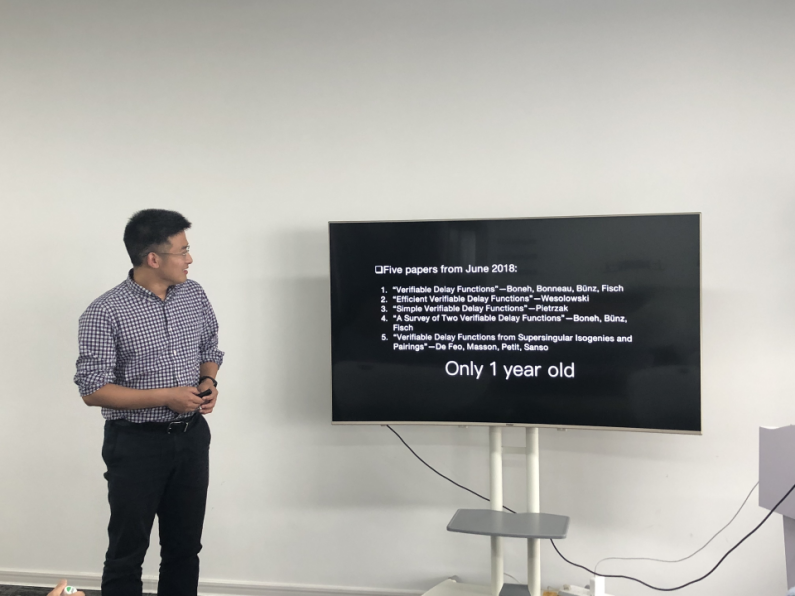 ❑Five papers from June 2018:
1. "Verifiable Delay Functions"—Boneh, Bonneau, Bünz, Fisch
2. "Efficient Verifiable Delay Functions"—Wesolowski
3. "Simple Verifiable Delay Functions"—Pietrzak
4. "A Survey of Two Verifiable Delay Functions"—Boneh, Bünz,
Fisch
5. "Verifiable Delay Functions from Supersingular Isogenies and
Pairings"—De Feo, Masson, Petit, Sanso
Only 1 year old